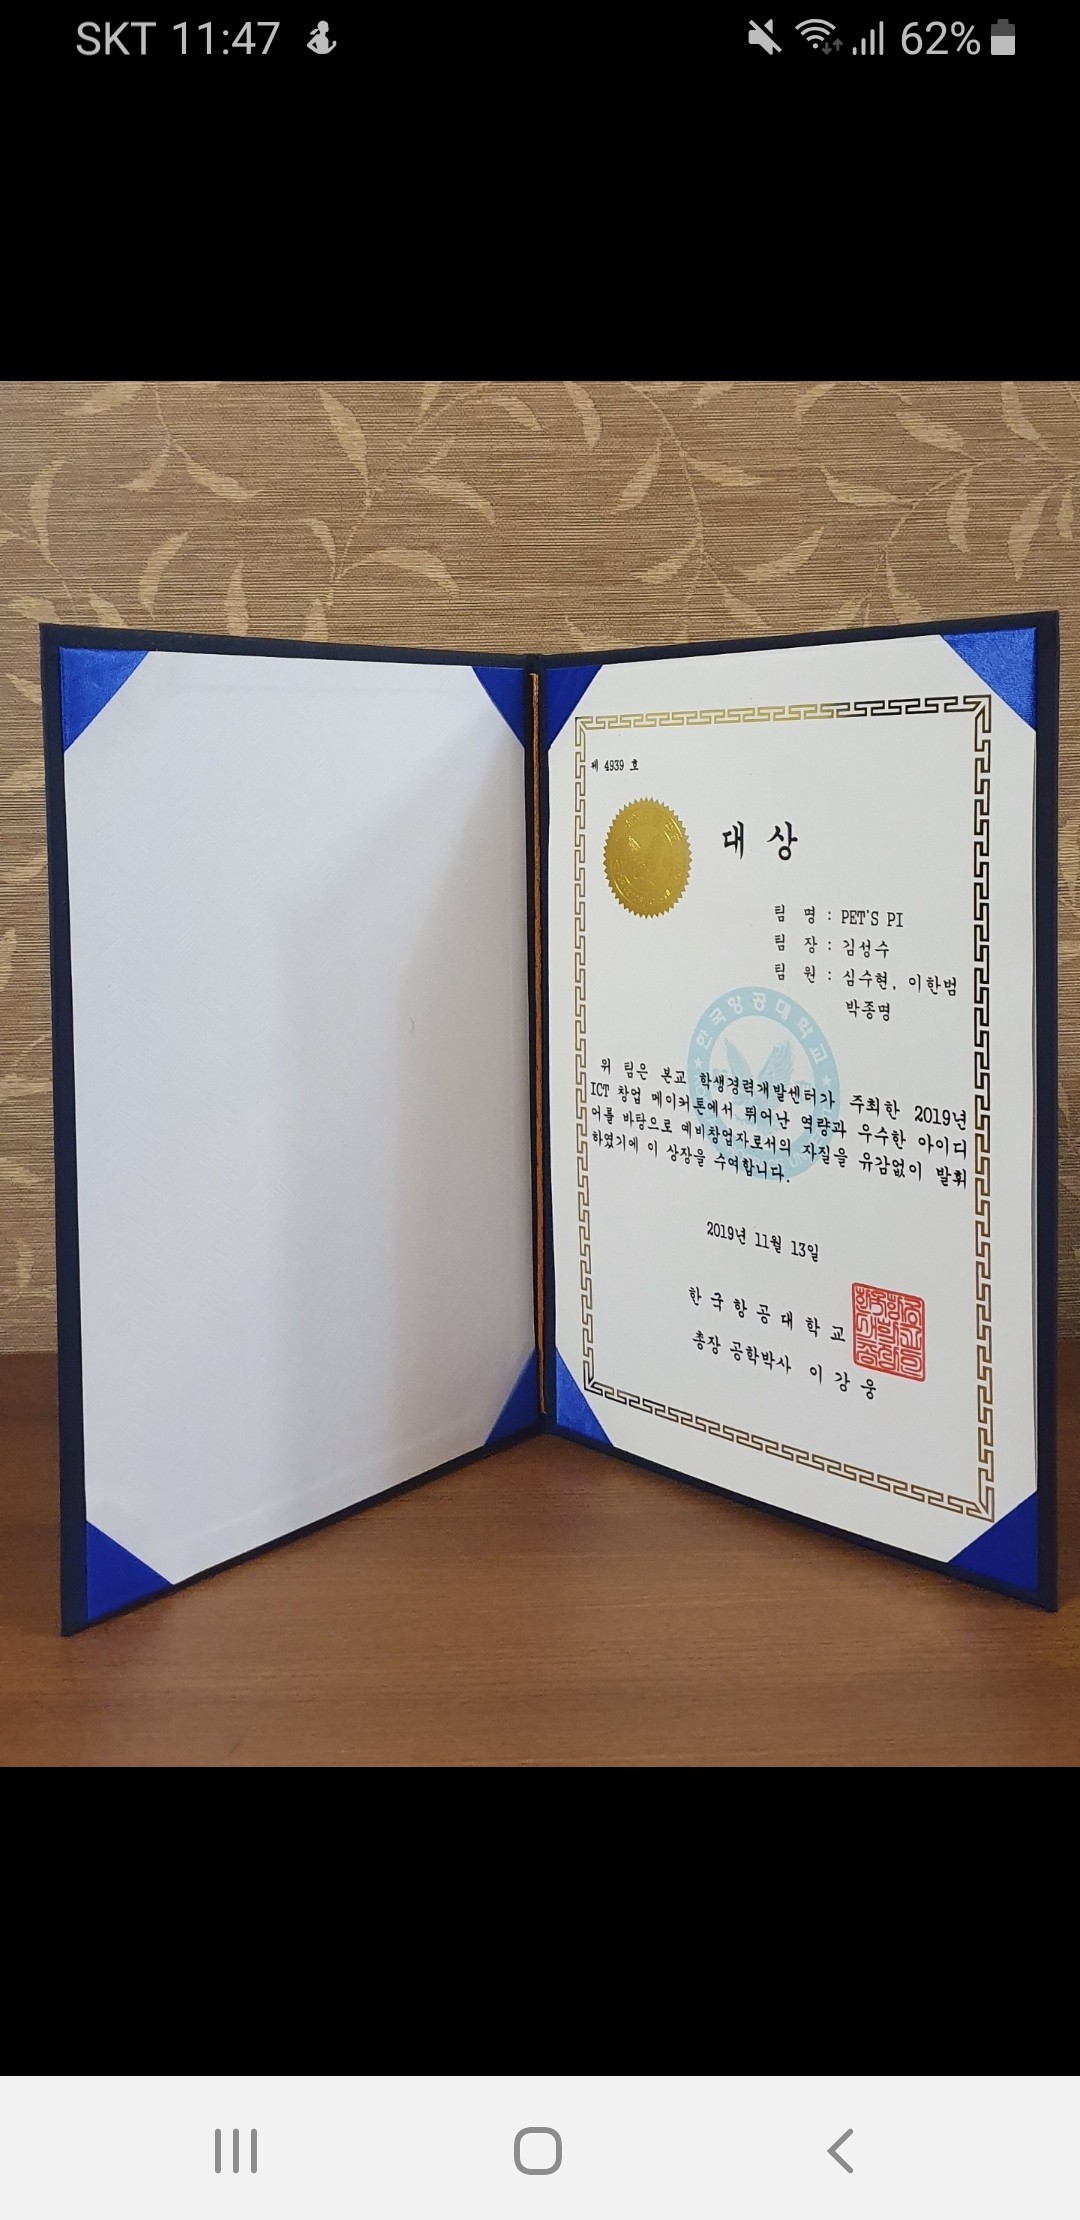 SKT 11:47
62%
제 4939 호
대 상
팀 명 : PET'S PI
팀 장 : 김성수
팀 원 : 심수현, 이한범
박종명
한국항공대학교
위 팀은 본교 학생경력개발센터가 주최한 2019년
ICT 창업 메이커톤에서 뛰어난 역량과 우수한 아이디
어를 바탕으로 예비창업자로서의 자질을 유감없이 발휘
하였기에 이 상장을 수여합니다.
2019년 11월 13일
한 국 항 공 대 학 교
총장 공학박사 이 강 웅